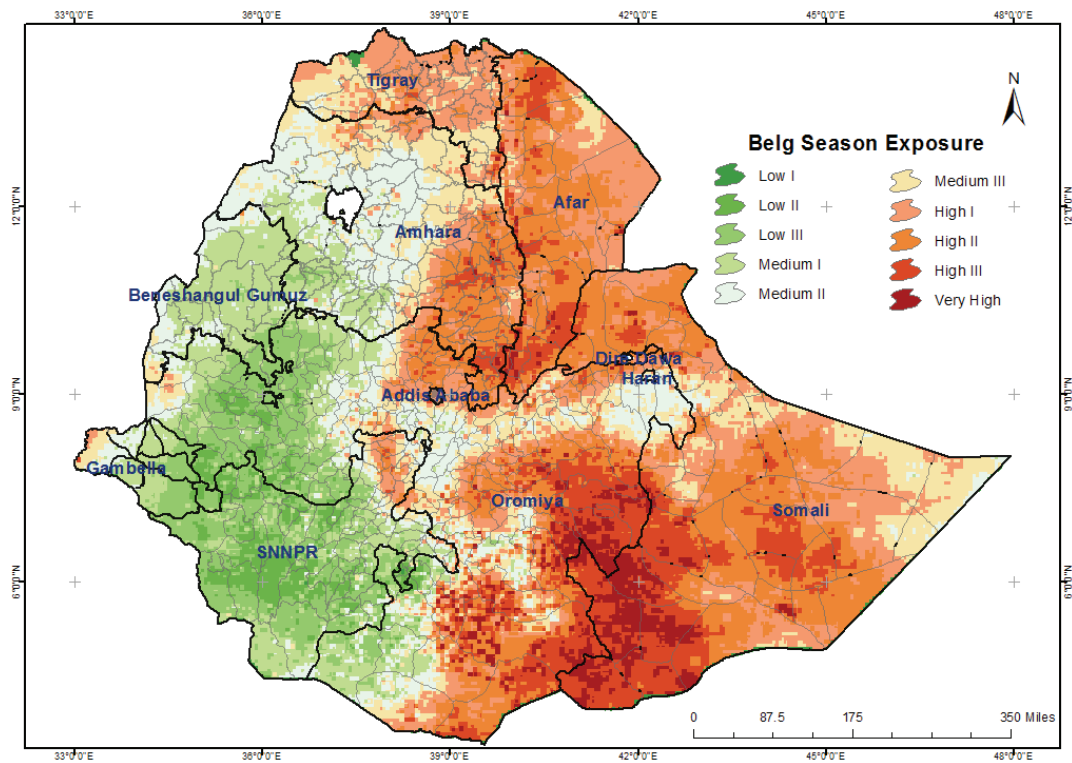 33°0'0"E 36°0'0"E 39°0'0"E 42°0'0"E 45°0'0"E 48°0'0"E
N
Belg Season Exposure
Low I
Low II
Low III
Medium I
Medium II
Medium III
High I
High II
High III
Very High
12°0'0"N 12°0'0"N
9°0'0"N 9°0'0"N
6°0'0"N 6°0'0"N
Tigray
Afar
Amhara
Beneshangul Gumuz
Dire Dawa
Harari
Addis Ababa
Gambella
Oromiya
Somali
SNNPR
0 87.5 175 350 Miles
33°0'0"E 36°0'0"E 39°0'0"E 42°0'0"E 45°0'0"E 48°0'0"E